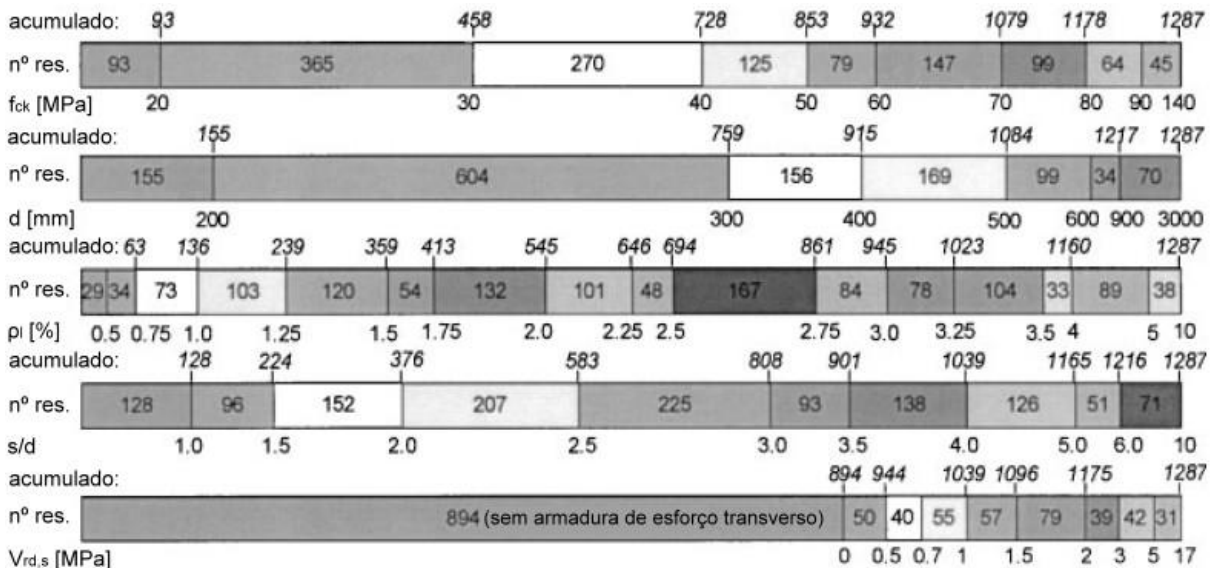 acumulado: 93 458 728 853 932 1079 1178 1287
nº res. 93 365 270 125 79 147 99 64 45
fck [MPa] 20 30 40 50 60 70 80 90 140
acumulado: 155 759 915 1084 1217 1287
nº res. 155 604 156 169 99 34 70
d [mm] 200 300 400 500 600 900 3000
acumulado: 63 136 239 359 413 545 646 694 861 945 1023 1160 1287
nº res. 29 34 73 103 120 54 132 101 48 167 84 78 104 33 89 38
ρl [%] 0.5 0.75 1.0 1.25 1.5 1.75 2.0 2.25 2.5 2.75 3.0 3.25 3.5 4 5 10
acumulado: 128 224 376 583 808 901 1039 1165 1216 1287
nº res. 128 96 152 207 225 93 138 126 51 71
s/d 1.0 1.5 2.0 2.5 3.0 3.5 4.0 5.0 6.0 10
acumulado: 894 944 1039 1096 1175 1287
nº res. 894 (sem armadura de esforço transverso) 50 40 55 57 79 39 42 31
Vrd,s [MPa] 0 0.5 0.7 1 1.5 2 3 5 17